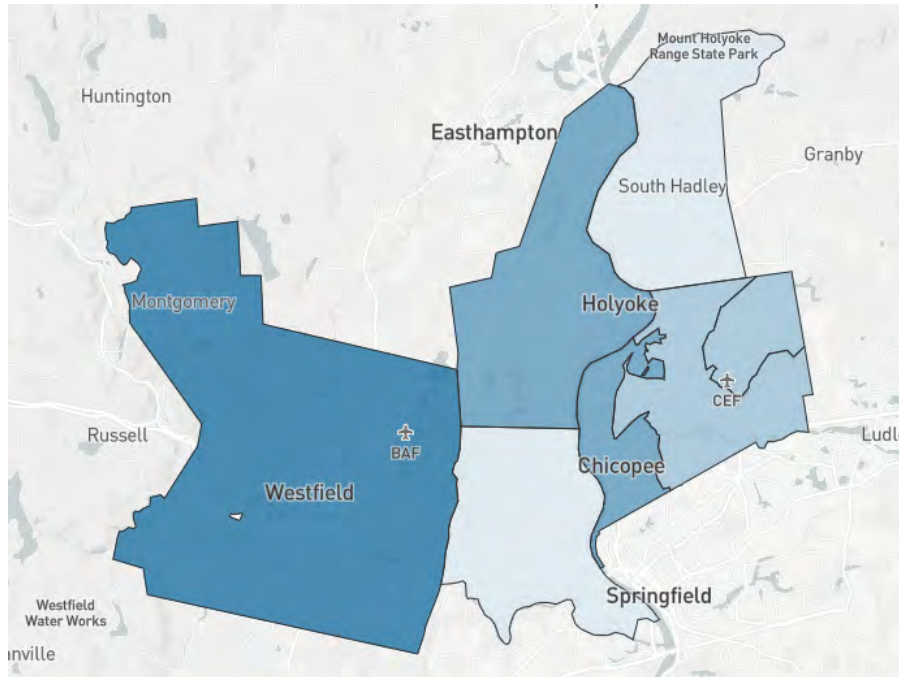 Mount Holyoke
Range State Park
Huntington
Easthampton
Granby
South Hadley
Montgomery
Holyoke
CEF
Russell
BAF
Ludl
Chicopee
Westfield
Springfield
Westfield
Water Works
nville